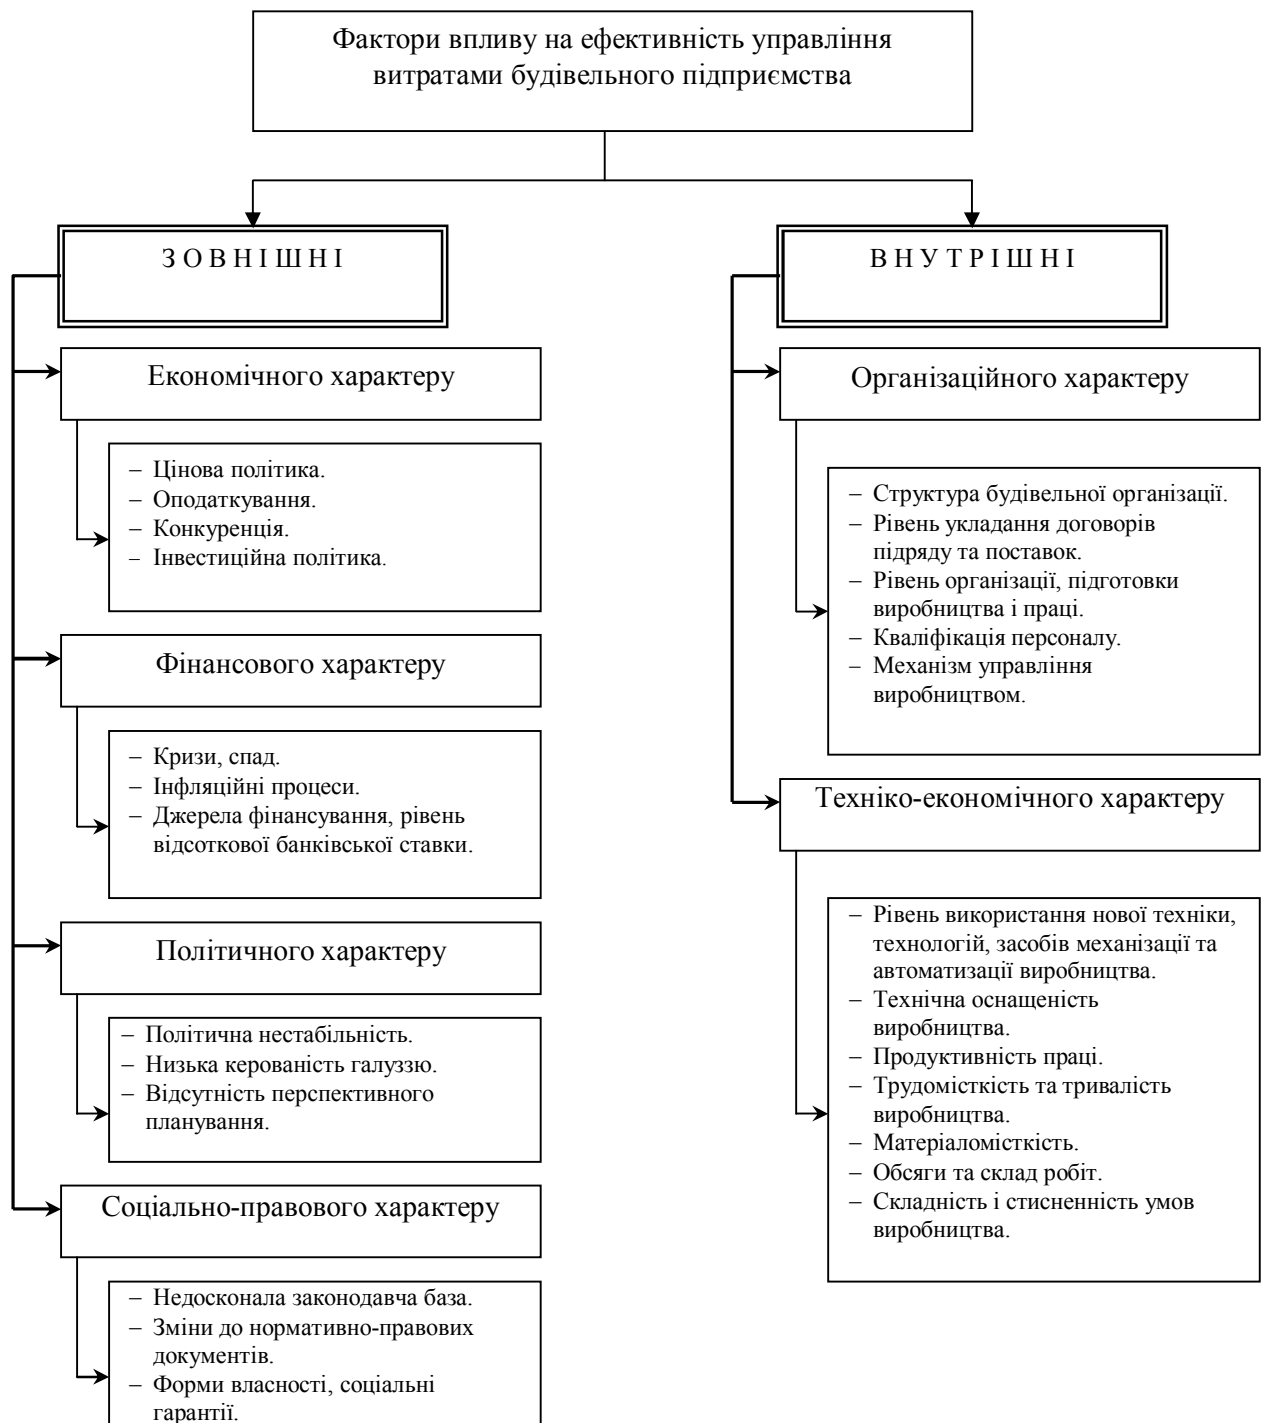 Фактори впливу на ефективність управління
витратами будівельного підприємства
З О В Н І Ш Н І
Економічного характеру
– Цінова політика.
– Оподаткування.
– Конкуренція.
– Інвестиційна політика.
Фінансового характеру
– Кризи, спад.
– Інфляційні процеси.
– Джерела фінансування, рівень
відсоткової банківської ставки.
Політичного характеру
– Політична нестабільність.
– Низька керованість галуззю.
– Відсутність перспективного
планування.
Соціально-правового характеру
– Недосконала законодавча база.
– Зміни до нормативно-правових
документів.
– Форми власності, соціальні
гарантії.
В Н У Т Р І Ш Н І
Організаційного характеру
– Структура будівельної організації.
– Рівень укладання договорів
підряду та поставок.
– Рівень організації, підготовки
виробництва і праці.
– Кваліфікація персоналу.
– Механізм управління
виробництвом.
Техніко-економічного характеру
– Рівень використання нової техніки,
технологій, засобів механізації та
автоматизації виробництва.
– Технічна оснащеність
виробництва.
– Продуктивність праці.
– Трудомісткість та тривалість
виробництва.
– Матеріаломісткість.
– Обсяги та склад робіт.
– Складність і стисненність умов
виробництва.